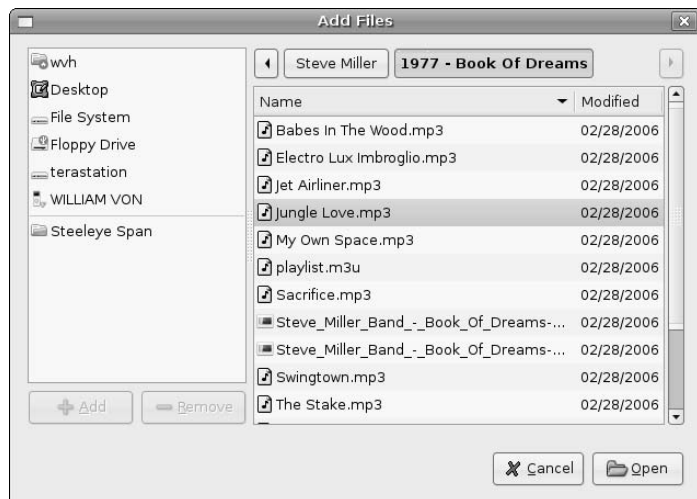 Add Files
wvh
Desktop
File System
Floppy Drive
terastation
WILLIAM VON
Steeleye Span
Add
Remove
Steve Miller
1977 - Book Of Dreams
Name Modified
Babes In The Wood.mp3 02/28/2006
Electro Lux Imbroglio.mp3 02/28/2006
Jet Airliner.mp3 02/28/2006
Jungle Love.mp3 02/28/2006
My Own Space.mp3 02/28/2006
playlist.m3u 02/28/2006
Sacrifice.mp3 02/28/2006
Steve_Miller_Band_-_Book_Of_Dreams-... 02/28/2006
Steve_Miller_Band_-_Book_Of_Dreams-... 02/28/2006
Swingtown.mp3 02/28/2006
The Stake.mp3 02/28/2006
Cancel
Open